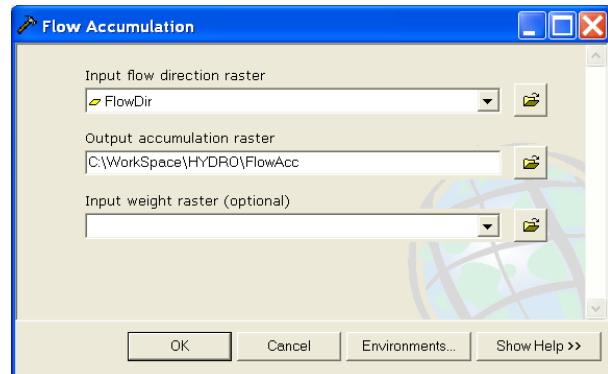 Flow Accumulation
Input flow direction raster
FlowDir
Output accumulation raster
C:\WorkSpace\HYDRO\FlowAcc
Input weight raster (optional)
OK Cancel Environments... Show Help >>